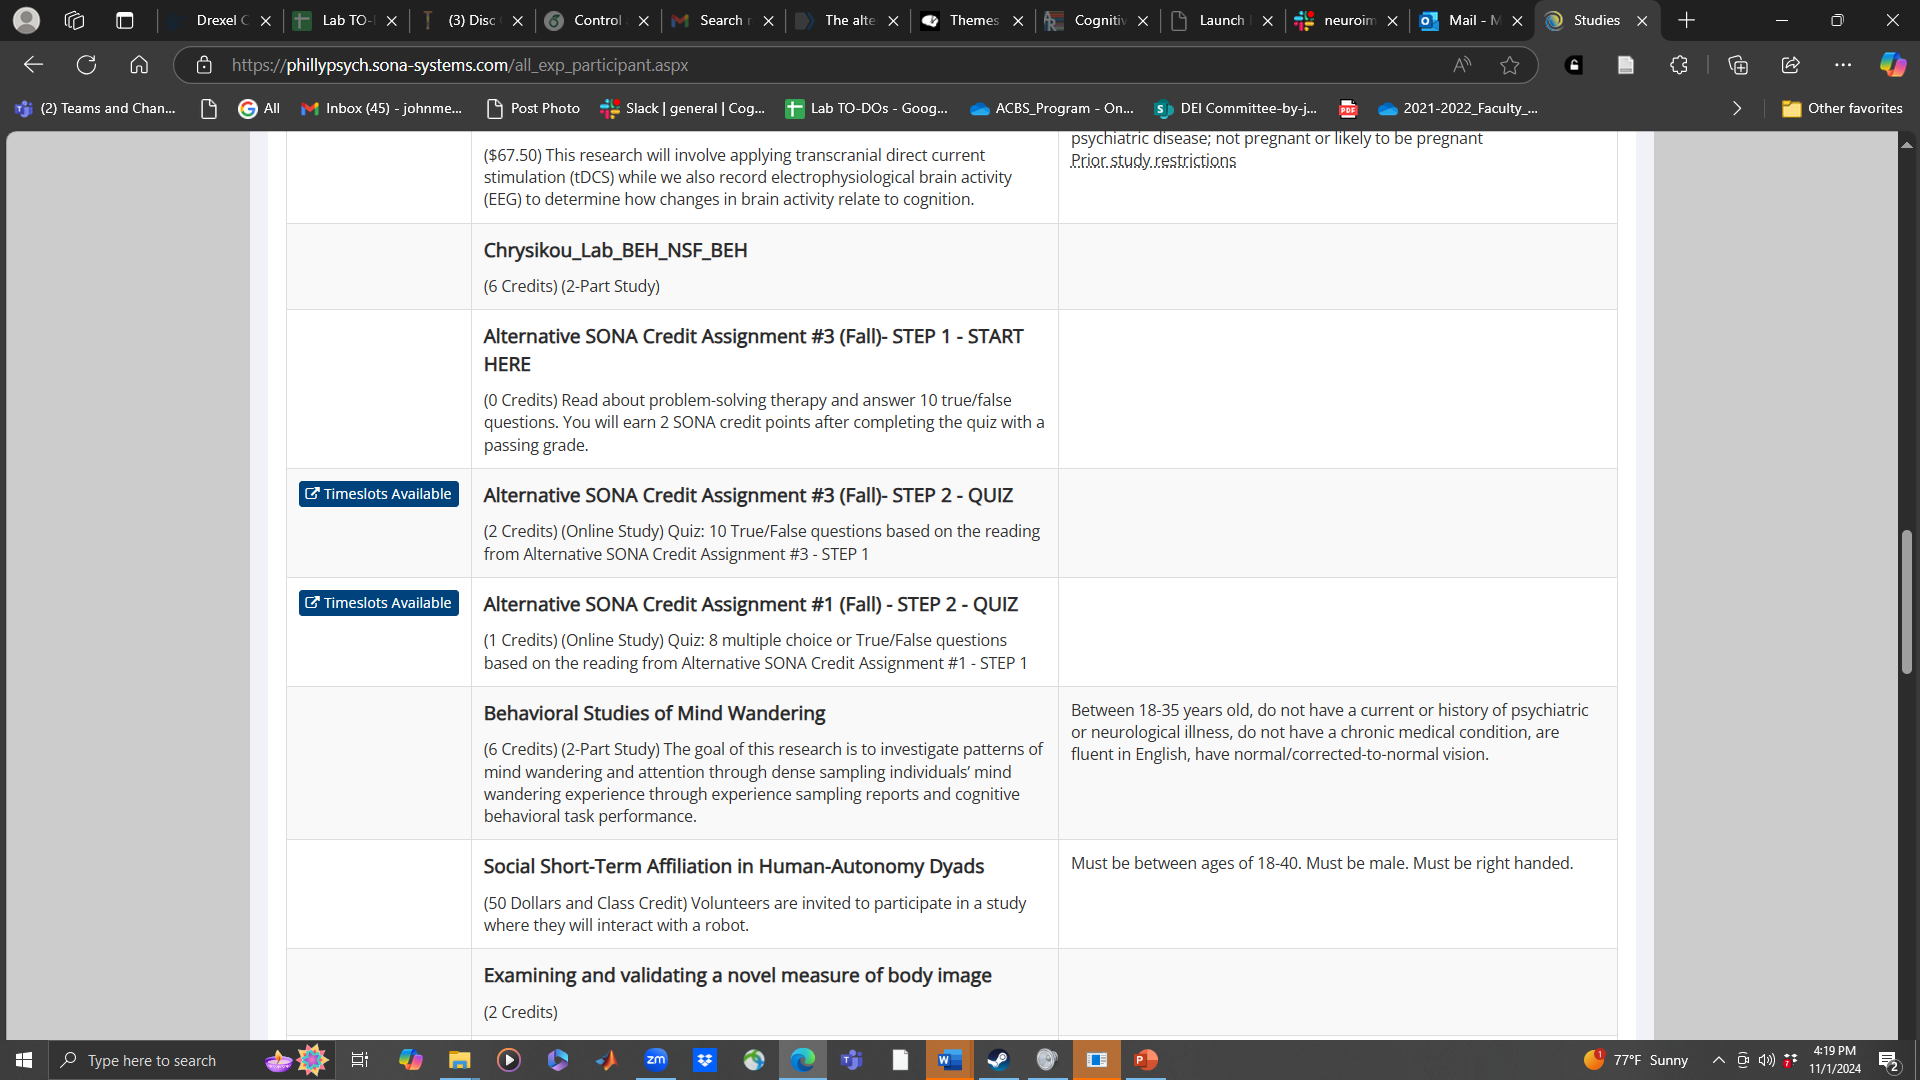 Drexel C
Lab TO-
(3) Disc
Control
Search r
The alte
Themes
Cognitiv
Launch
neuroim
Mail - M
Studies
https://phillypsych.sona-systems.com/all_exp_participant.aspx
(2) Teams and Chan...
All
Inbox (45) - johnme...
Post Photo
Slack | general | Cog...
Lab TO-DOs - Goog...
ACBS_Program - On...
DEI Committee-by-j...
PDF
2021-2022_Faculty_...
Other favorites
($67.50) This research will involve applying transcranial direct current
stimulation (tDCS) while we also record electrophysiological brain activity
(EEG) to determine how changes in brain activity relate to cognition.
psychiatric disease; not pregnant or likely to be pregnant
Prior study restrictions
Chrysikou_Lab_BEH_NSF_BEH
(6 Credits) (2-Part Study)
Alternative SONA Credit Assignment #3 (Fall)- STEP 1 - START
HERE
(0 Credits) Read about problem-solving therapy and answer 10 true/false
questions. You will earn 2 SONA credit points after completing the quiz with a
passing grade.
Timeslots Available
Alternative SONA Credit Assignment #3 (Fall)- STEP 2 - QUIZ
(2 Credits) (Online Study) Quiz: 10 True/False questions based on the reading
from Alternative SONA Credit Assignment #3 - STEP 1
Timeslots Available
Alternative SONA Credit Assignment #1 (Fall) - STEP 2 - QUIZ
(1 Credits) (Online Study) Quiz: 8 multiple choice or True/False questions
based on the reading from Alternative SONA Credit Assignment #1 - STEP 1
Behavioral Studies of Mind Wandering
(6 Credits) (2-Part Study) The goal of this research is to investigate patterns of
mind wandering and attention through dense sampling individuals’ mind
wandering experience through experience sampling reports and cognitive
behavioral task performance.
Between 18-35 years old, do not have a current or history of psychiatric
or neurological illness, do not have a chronic medical condition, are
fluent in English, have normal/corrected-to-normal vision.
Social Short-Term Affiliation in Human-Autonomy Dyads
(50 Dollars and Class Credit) Volunteers are invited to participate in a study
where they will interact with a robot.
Must be between ages of 18-40. Must be male. Must be right handed.
Examining and validating a novel measure of body image
(2 Credits)
Type here to search
zm
77°F Sunny
4:19 PM
11/1/2024
2